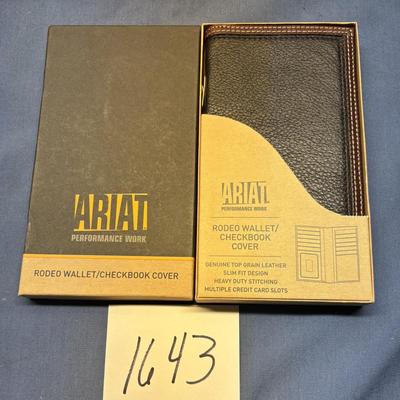 ARIAT
PERFORMANCE WORK
RODEO WALLET/CHECKBOOK COVER
ARIAT
PERFORMANCE WORK
RODEO WALLET/
CHECKBOOK
COVER
GENUINE TOP GRAIN LEATHER
SLIM FIT DESIGN
HEAVY DUTY STITCHING
MULTIPLE CREDIT CARD SLOTS
1643